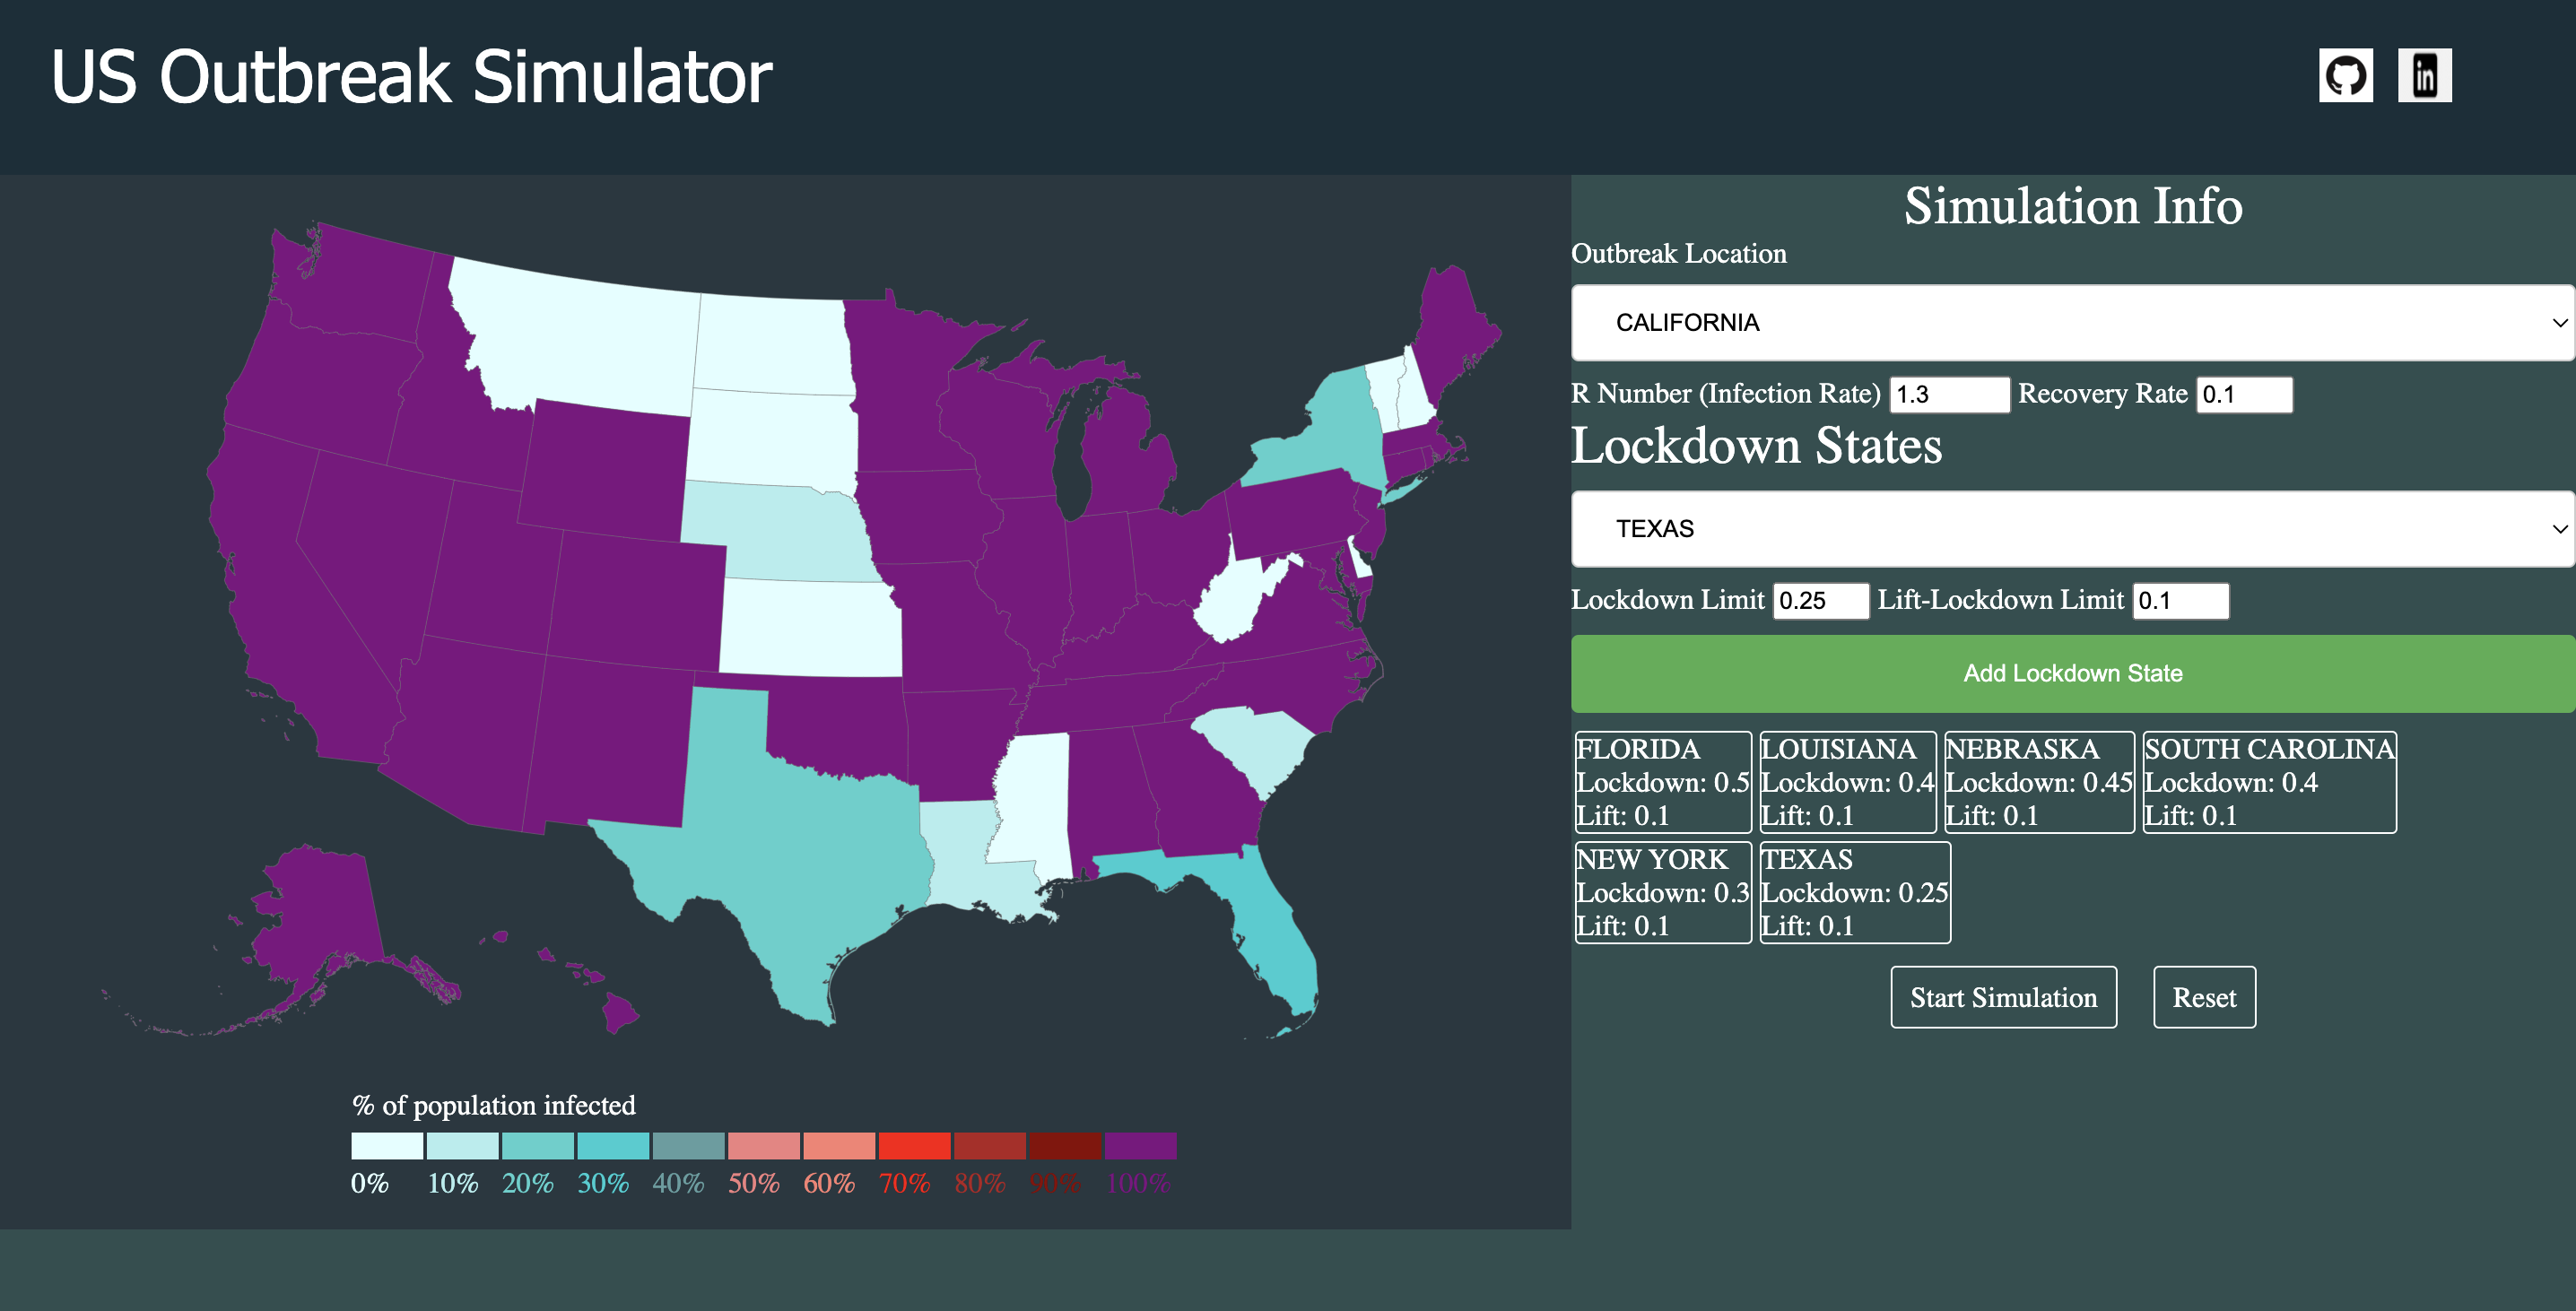 US Outbreak Simulator
in
Simulation Info
Outbreak Location
CALIFORNIA
R Number (Infection Rate) 1.3 Recovery Rate 0.1
Lockdown States
TEXAS
Lockdown Limit 0.25 Lift-Lockdown Limit 0.1
Add Lockdown State
FLORIDA
Lockdown: 0.5
Lift: 0.1
LOUISIANA
Lockdown: 0.4
Lift: 0.1
NEBRASKA
Lockdown: 0.45
Lift: 0.1
SOUTH CAROLINA
Lockdown: 0.4
Lift: 0.1
NEW YORK
Lockdown: 0.3
Lift: 0.1
TEXAS
Lockdown: 0.25
Lift: 0.1
Start Simulation Reset
% of population infected
0% 10% 20% 30% 40% 50% 60% 70% 80% 90% 100%